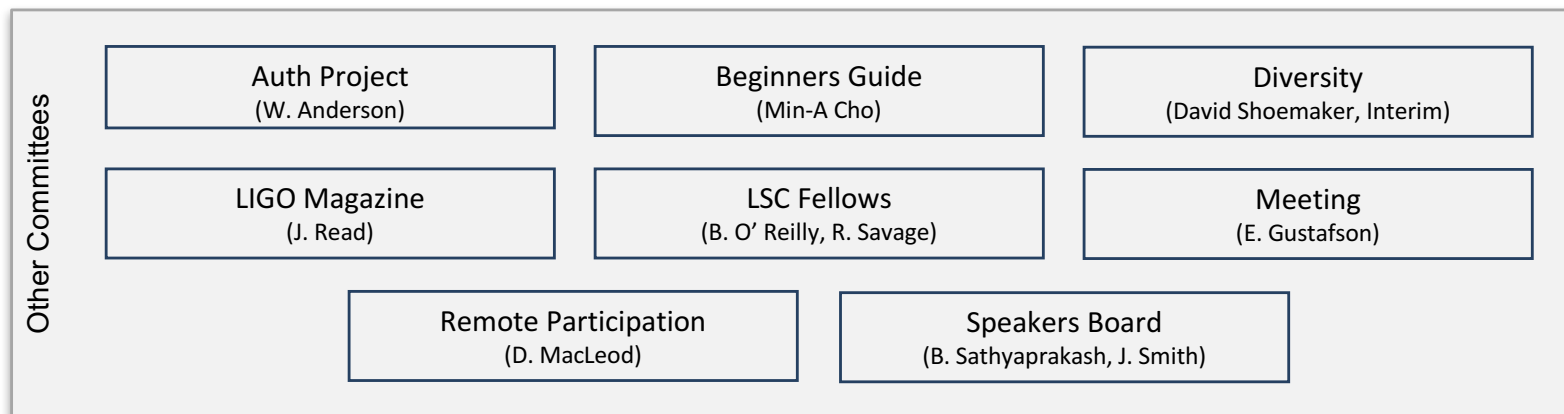 Other Committees
Auth Project
(W. Anderson)
Beginners Guide
(Min-A Cho)
Diversity
(David Shoemaker, Interim)
LIGO Magazine
(J. Read)
LSC Fellows
(B. O’ Reilly, R. Savage)
Meeting
(E. Gustafson)
Remote Participation
(D. MacLeod)
Speakers Board
(B. Sathyaprakash, J. Smith)